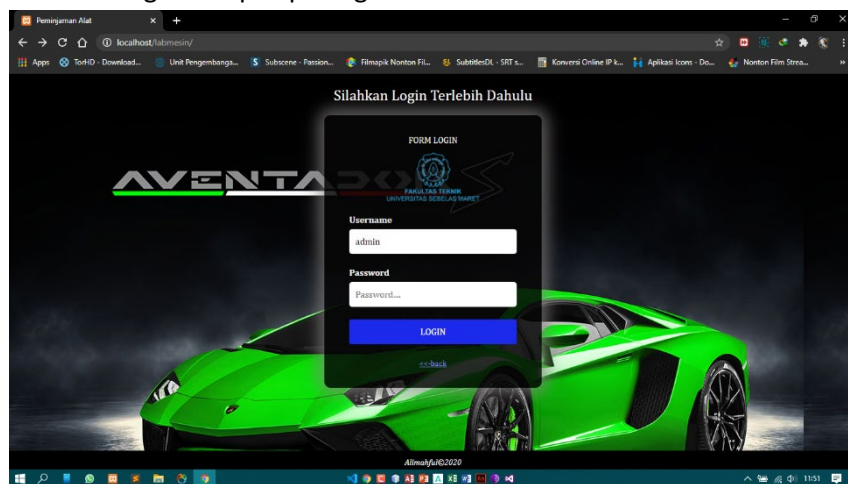 Peminjaman Alat
localhost/labmesin/
Apps
TorHD - Download...
Unit Pengembanga...
Subscene - Passion...
Filmapik Nonton Fil...
SubtitlesDL - SRT s...
Konversi Online IP k...
Aplikasi Icons - Do...
Nonton Film Strea...
Silahkan Login Terlebih Dahulu
FORM LOGIN
AVENTADOR S
FAKULTAS TEKNIK
UNIVERSITAS SEBELAS MARET
Username
admin
Password
Password....
LOGIN
<<-back
Alimahful©2020
11:51